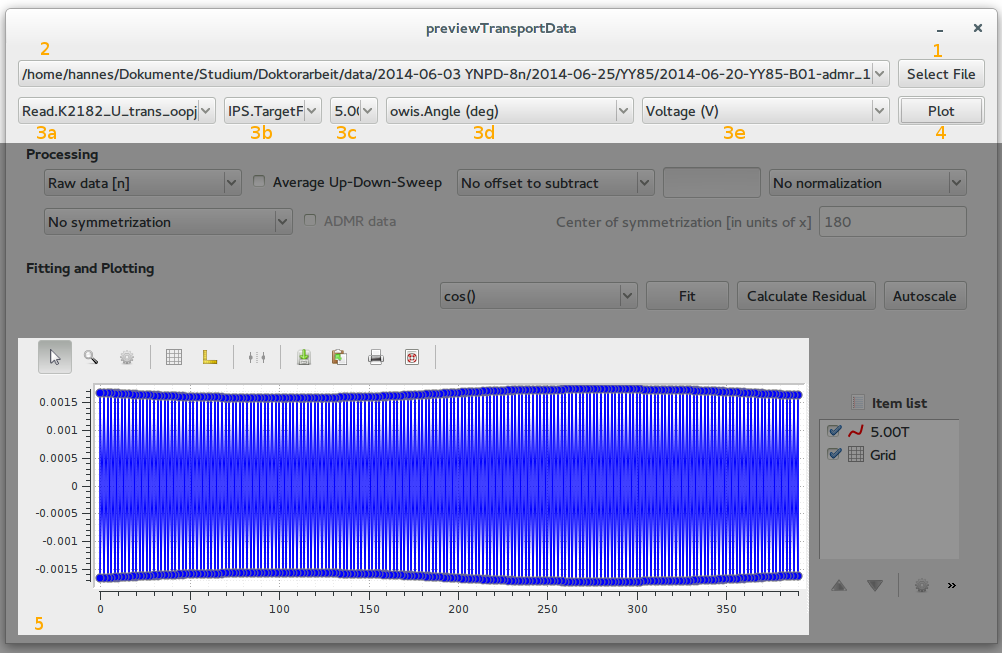 previewTransportData
2 1
/home/hannes/Dokumente/Studium/Doktorarbeit/data/2014-06-03 YNPD-8n/2014-06-25/YY85/2014-06-20-YY85-B01-admr_1 Select File
Read.K2182_U_trans_oopj IPS.TargetF 5.00 owis.Angle (deg) Voltage (V) Plot
3a 3b 3c 3d 3e 4
Processing
Raw data [n] Average Up-Down-Sweep No offset to subtract No normalization
No symmetrization ADMR data Center of symmetrization [in units of x] 180
Fitting and Plotting
cos() Fit Calculate Residual Autoscale
Item list
5.00T
Grid
0.0015
0.001
0.0005
0
-0.0005
-0.001
-0.0015
0 50 100 150 200 250 300 350
5